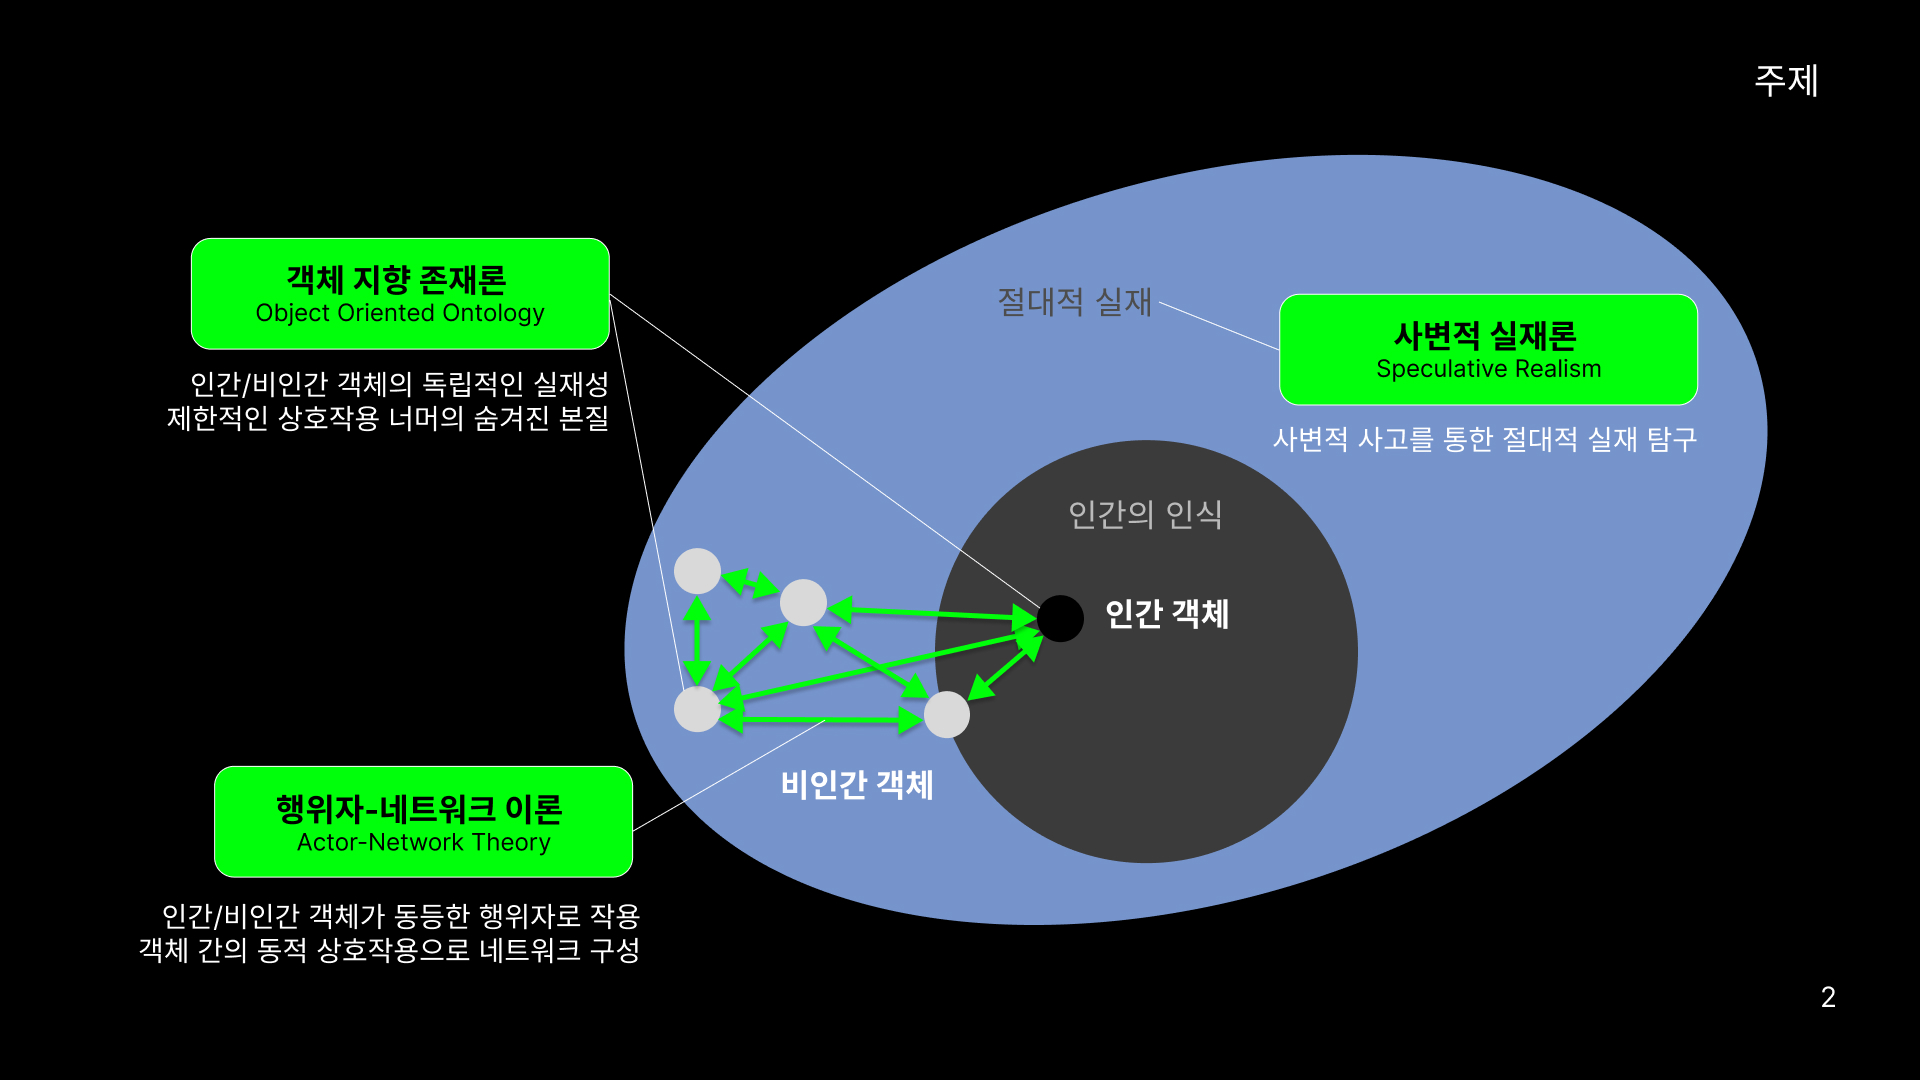 주제
객체 지향 존재론
Object Oriented Ontology
인간/비인간 객체의 독립적인 실재성
제한적인 상호작용 너머의 숨겨진 본질
절대적 실재
사변적 실재론
Speculative Realism
사변적 사고를 통한 절대적 실재 탐구
인간의 인식
인간 객체
비인간 객체
행위자-네트워크 이론
Actor-Network Theory
인간/비인간 객체가 동등한 행위자로 작용
객체 간의 동적 상호작용으로 네트워크 구성
2